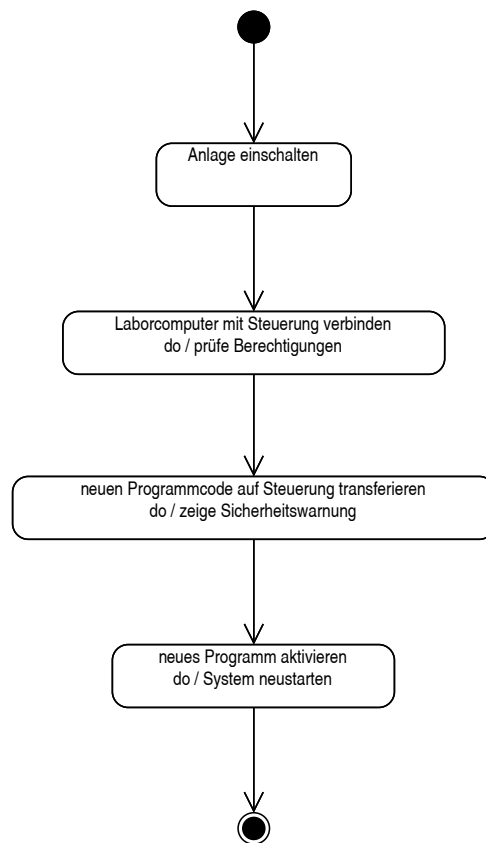 Anlage einschalten
Laborcomputer mit Steuerung verbinden
do / prüfe Berechtigungen
neuen Programmcode auf Steuerung transferieren
do / zeige Sicherheitswarnung
neues Programm aktivieren
do / System neustarten